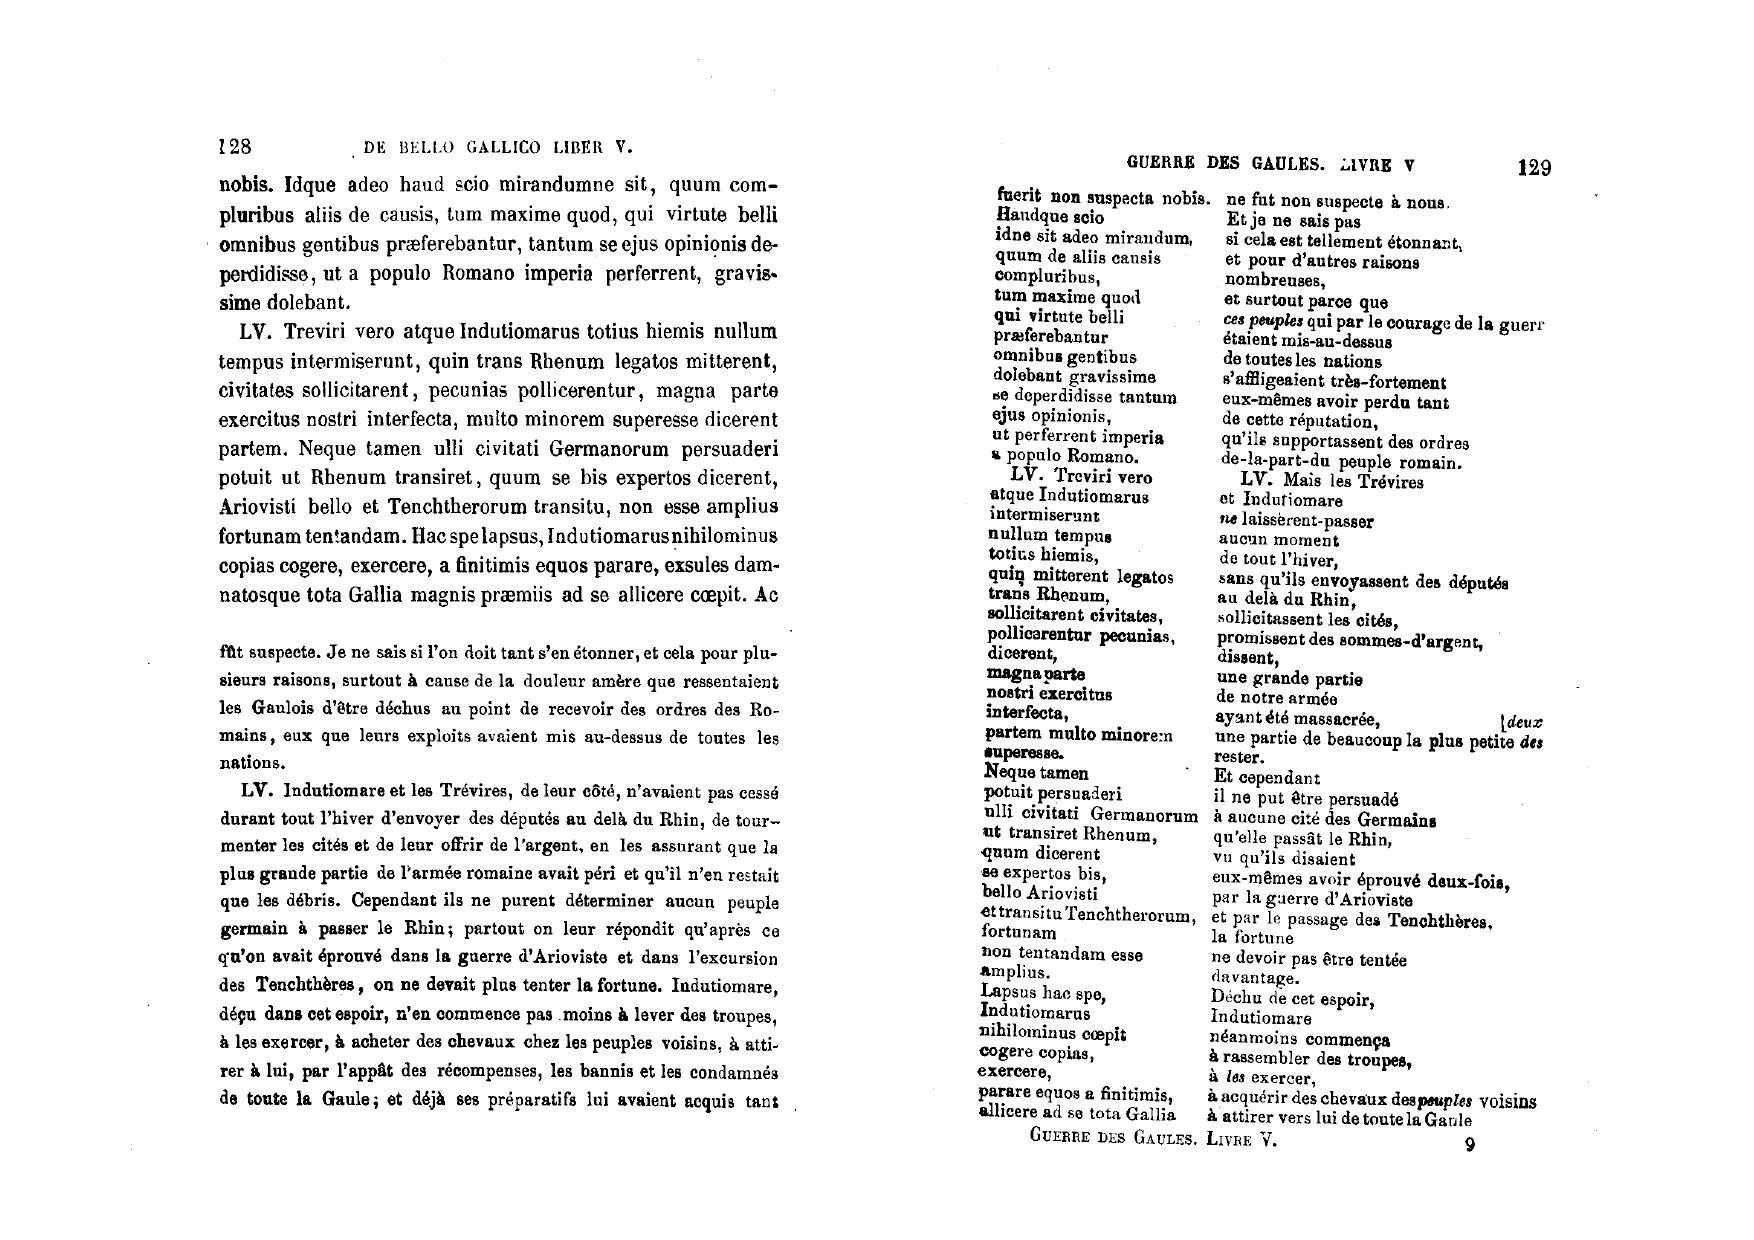 128 DE BELLO GALLICO LIBER V.
nobis. Idque adeo haud scio mirandumne sit, quum com-
pluribus aliis de causis, tum maxime quod, qui virtute belli
omnibus gentibus præferebantur, tantum se ejus opinionis de-
perdidisse, ut a populo Romano imperia perferrent, gravis-
sime dolebant.
LV. Treviri vero atque Indutiomarus totius hiemis nullum
tempus intermiserunt, quin trans Rhenum legatos mitterent,
civitates sollicitarent, pecunias pollicerentur, magna parte
exercitus nostri interfecta, multo minorem superesse dicerent
partem. Neque tamen ulli civitati Germanorum persuaderi
potuit ut Rhenum transiret, quum se bis expertos dicerent,
Ariovisti bello et Tenchtherorum transitu, non esse amplius
fortunam tentandam. Hac spe lapsus, Indutiomarus nihilominus
copias cogere, exercere, a finitimis equos parare, exsules dam-
natosque tota Gallia magnis præmiis ad se allicere cœpit. Ac
fût suspecte. Je ne sais si l'on doit tant s'en étonner, et cela pour plu-
sieurs raisons, surtout à cause de la douleur amère que ressentaient
les Gaulois d'être déchus au point de recevoir des ordres des Ro-
mains, eux que leurs exploits avaient mis au-dessus de toutes les
nations.
LV. Indutiomare et les Trévires, de leur côté, n'avaient pas cessé
durant tout l'hiver d'envoyer des députés au delà du Rhin, de tour-
menter les cités et de leur offrir de l'argent, en les assurant que la
plus grande partie de l'armée romaine avait péri et qu'il n'en restait
que les débris. Cependant ils ne purent déterminer aucun peuple
germain à passer le Rhin; partout on leur répondit qu'après ce
qu'on avait éprouvé dans la guerre d'Arioviste et dans l'excursion
des Tenchthères, on ne devait plus tenter la fortune. Indutiomare,
déçu dans cet espoir, n'en commence pas moins à lever des troupes,
à les exercer, à acheter des chevaux chez les peuples voisins, à atti-
rer à lui, par l'appât des récompenses, les bannis et les condamnés
de toute la Gaule; et déjà ses préparatifs lui avaient acquis tant
GUERRE DES GAULES. LIVRE V 129
fuerit non suspecta nobis.
Haudque scio
idne sit adeo mirandum,
quum de aliis causis
compluribus,
tum maxime quod
qui virtute belli
præferebantur
omnibus gentibus
dolebant gravissime
se deperdidisse tantum
ejus opinionis,
ut perferrent imperia
a populo Romano.
LV. Treviri vero
atque Indutiomarus
intermiserunt
nullum tempus
totius hiemis,
quin mitterent legatos
trans Rhenum,
sollicitarent civitates,
pollicerentur pecunias,
dicerent,
magna parte
nostri exercitus
interfecta,
partem multo minorem
superesse.
Neque tamen
potuit persuaderi
ulli civitati Germanorum
ut transiret Rhenum,
quum dicerent
se expertos bis,
bello Ariovisti
et transitu Tenchtherorum,
fortunam
non tentandam esse
amplius.
Lapsus hac spe,
Indutiomarus
nihilominus cœpit
cogere copias,
exercere,
parare equos a finitimis,
allicere ad se tota Gallia
ne fut non suspecte à nous.
Et je ne sais pas
si cela est tellement étonnant,
et pour d'autres raisons
nombreuses,
et surtout parce que
ces peuples qui par le courage de la guerr
étaient mis-au-dessus
de toutes les nations
s'affligeaient très-fortement
eux-mêmes avoir perdu tant
de cette réputation,
qu'ils supportassent des ordres
de-la-part-du peuple romain.
LV. Mais les Trévires
et Indutiomare
ne laissèrent-passer
aucun moment
de tout l'hiver,
sans qu'ils envoyassent des députés
au delà du Rhin,
sollicitassent les cités,
promissent des sommes-d'argent,
dissent,
une grande partie
de notre armée
ayant été massacrée, [deux
une partie de beaucoup la plus petite des
rester.
Et cependant
il ne put être persuadé
à aucune cité des Germains
qu'elle passât le Rhin,
vu qu'ils disaient
eux-mêmes avoir éprouvé deux-fois,
par la guerre d'Arioviste
et par le passage des Tenchthères,
la fortune
ne devoir pas être tentée
davantage.
Déchu de cet espoir,
Indutiomare
néanmoins commença
à rassembler des troupes,
à les exercer,
à acquérir des chevaux des peuples voisins
à attirer vers lui de toute la Gaule
GUERRE DES GAULES. LIVRE V. 9